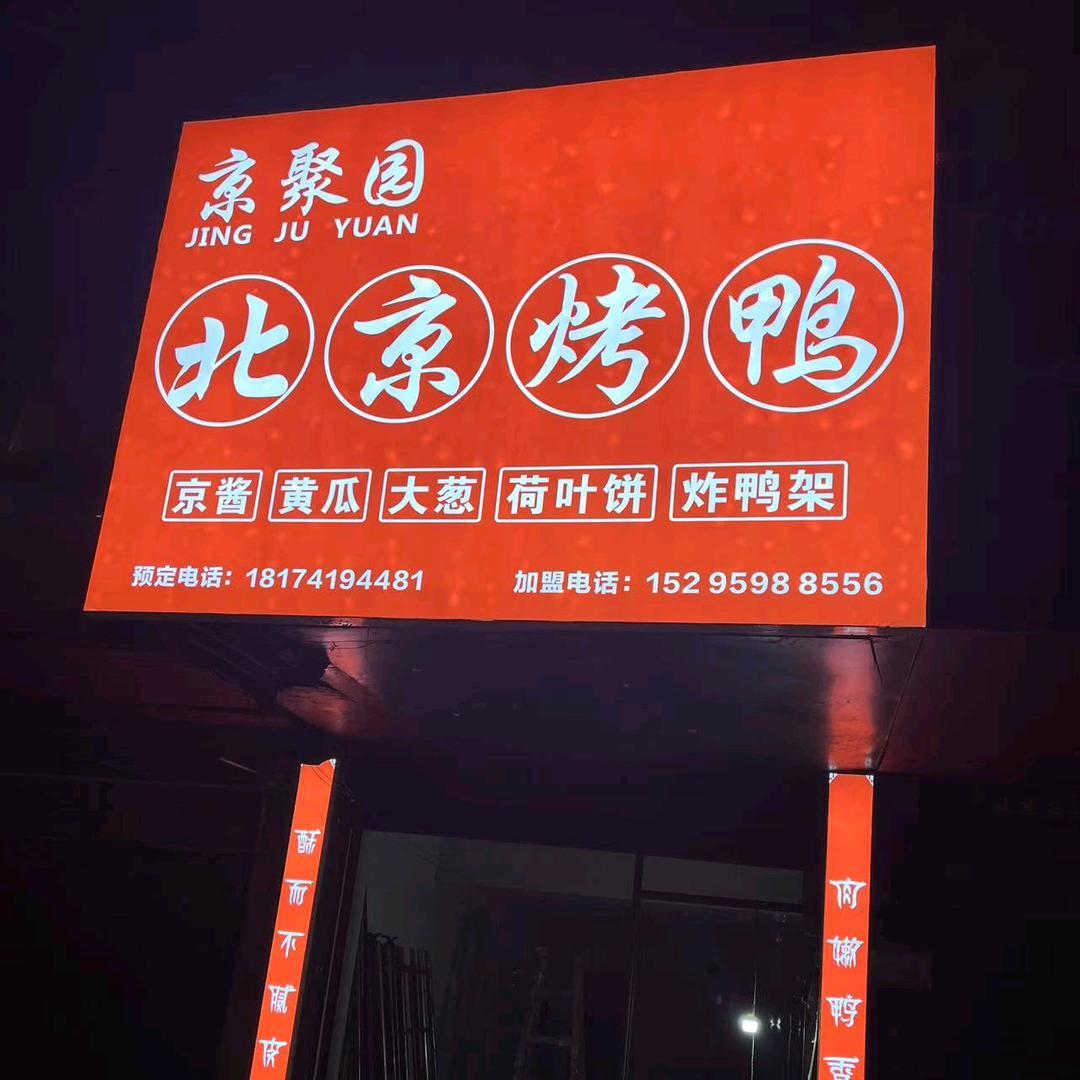 京聚园
JING JU YUAN
北京烤鸭
京酱 黄瓜 大葱 荷叶饼 炸鸭架
预定电话：18174194481 加盟电话：152 9598 8556
酥而不腻皮
肉嫩鸭香